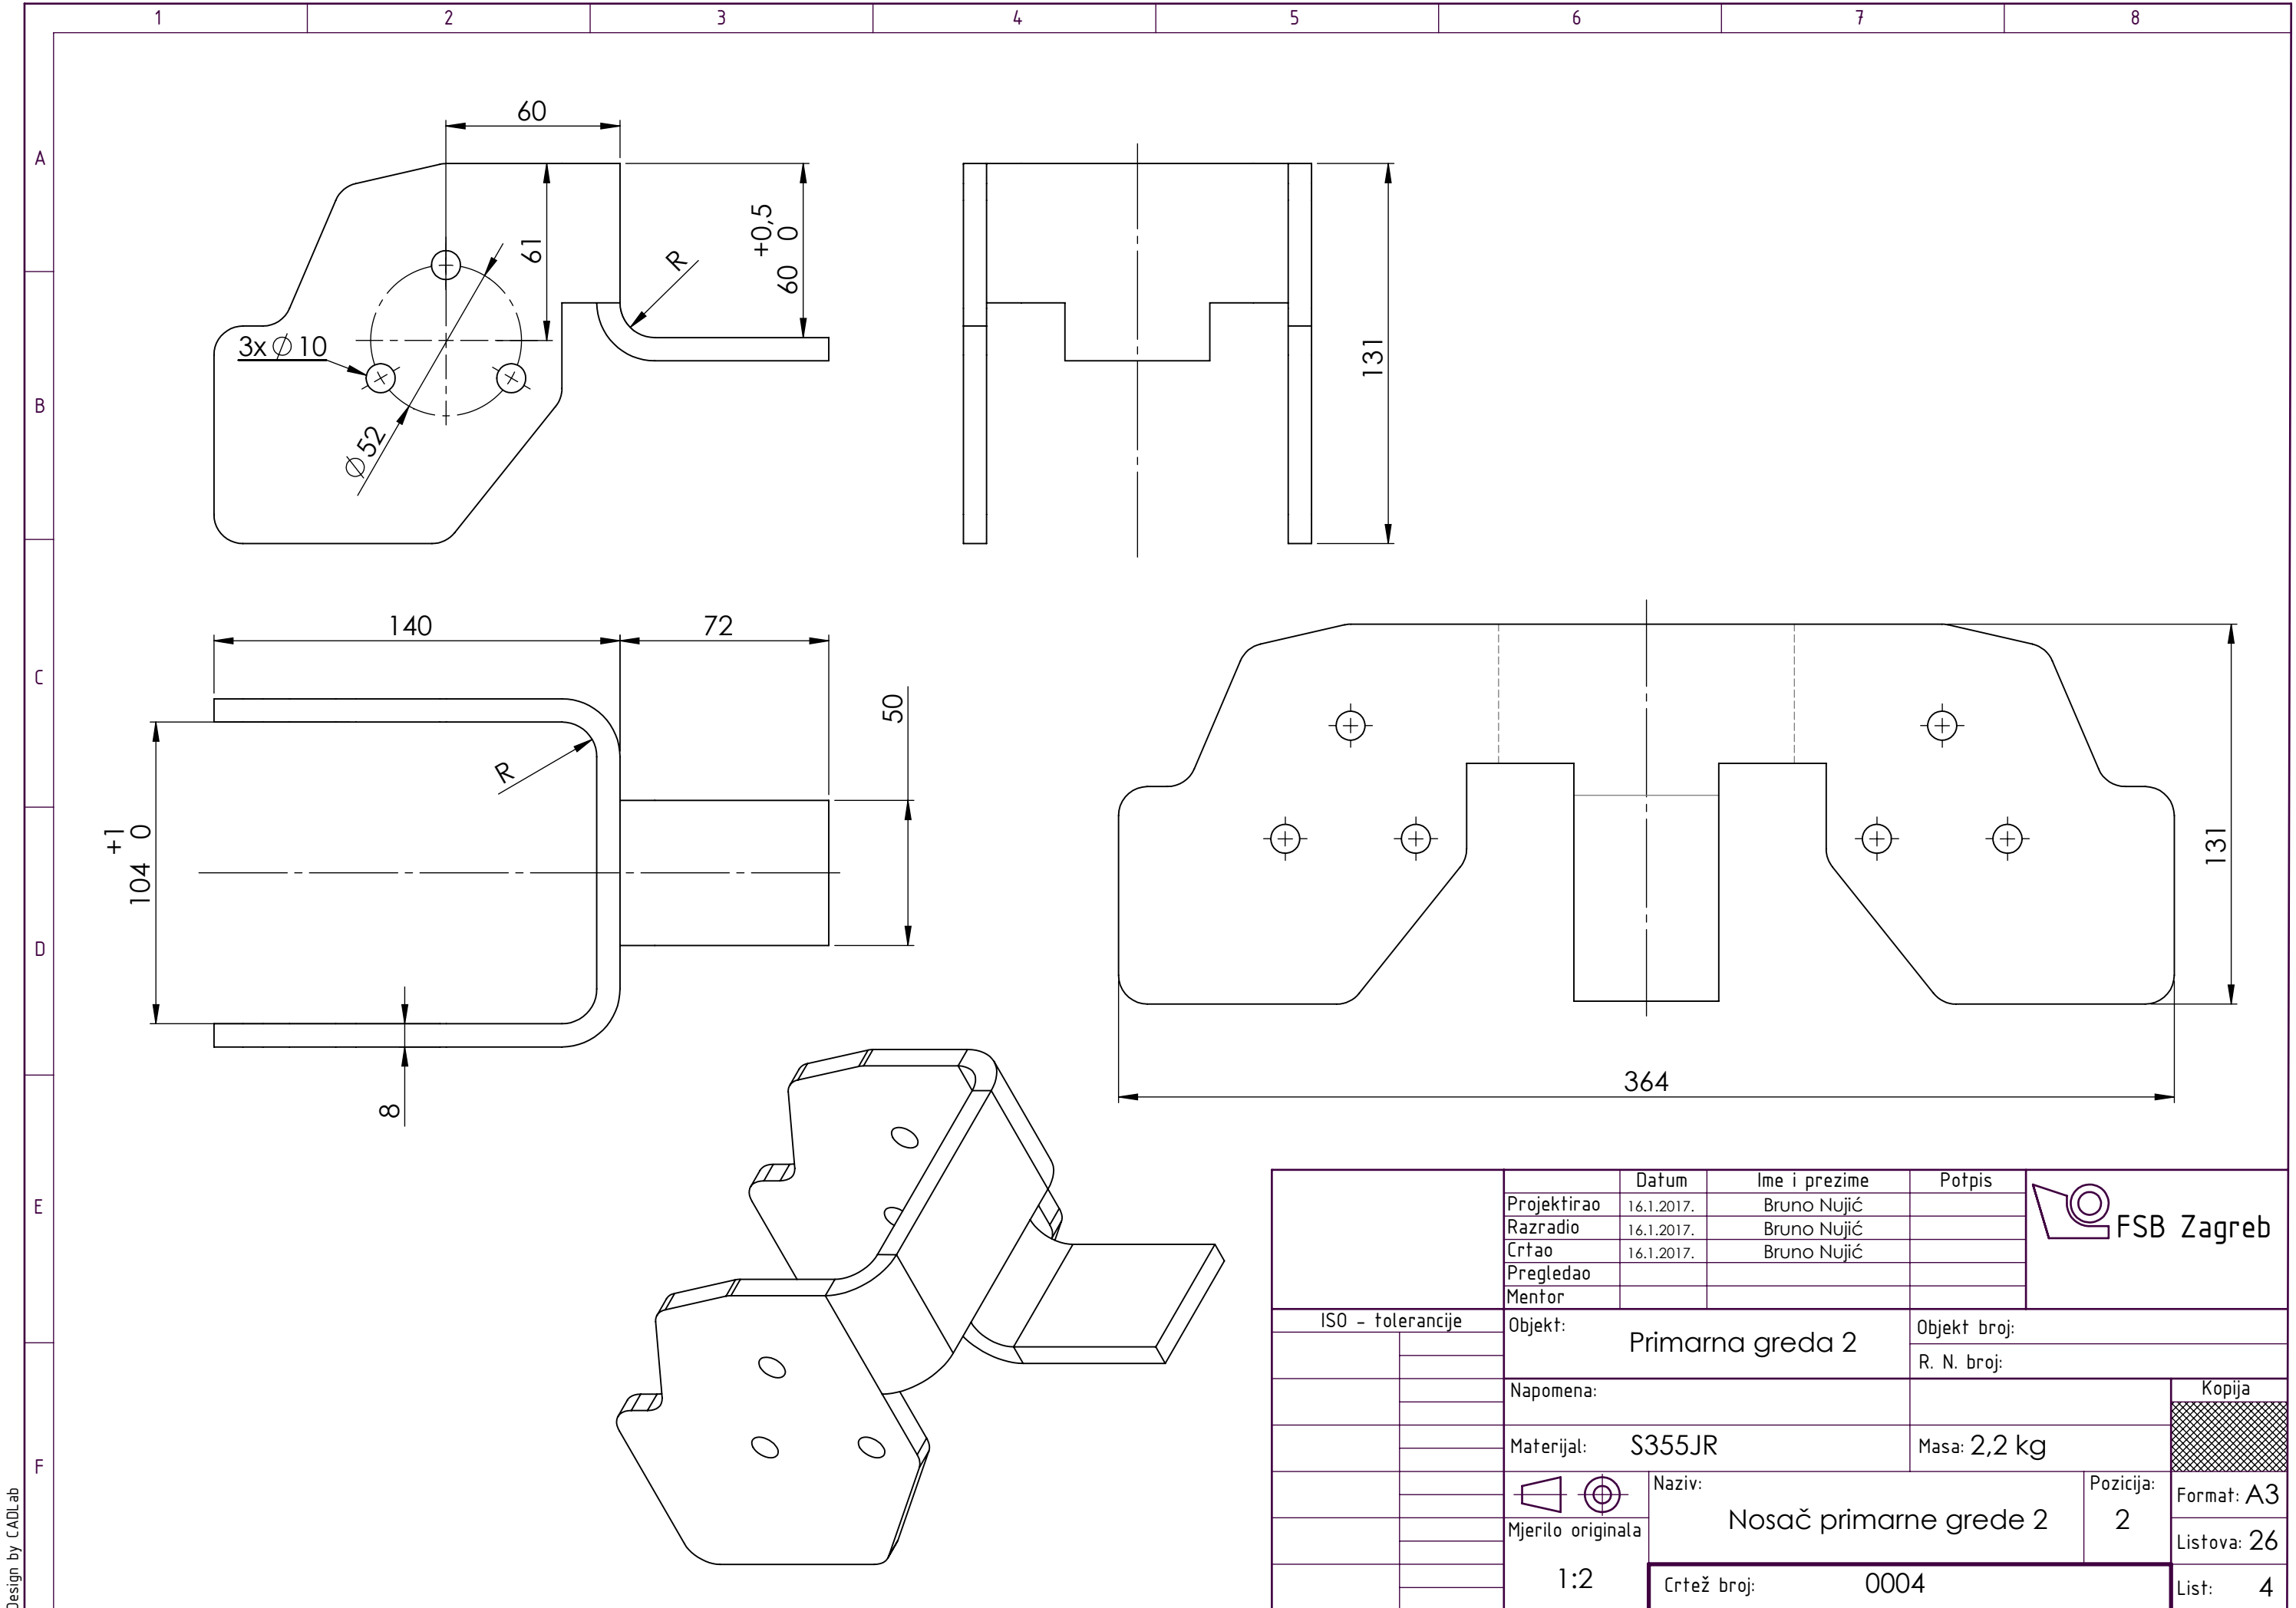 1 2 3 4 5 6 7 8
A
B
C
D
E
F
60
61
R
+0,5
60 0
3x ∅ 10
∅ 52
131
140
72
50
R
+1
104 0
8
131
364
Datum Ime i prezime Potpis
Projektirao 16.1.2017. Bruno Nujić
Razradio 16.1.2017. Bruno Nujić
Crtao 16.1.2017. Bruno Nujić
Pregledao
Mentor
FSB Zagreb
ISO - tolerancije
Objekt: Primarna greda 2
Objekt broj:
R. N. broj:
Napomena:
Kopija
Materijal: S355JR
Masa: 2,2 kg
Naziv:
Nosač primarne grede 2
Pozicija:
2
Format: A3
Mjerilo originala
1:2
Listova: 26
Crtež broj: 0004
List: 4
Design by CADLab